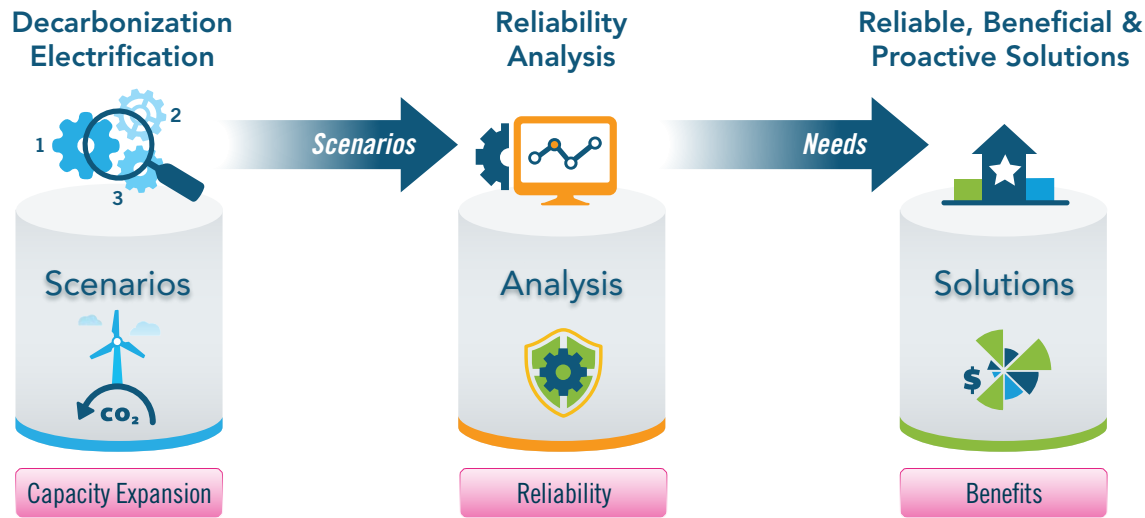 Decarbonization
Electrification
Reliability
Analysis
Reliable, Beneficial &
Proactive Solutions
1
2
3
Scenarios
Needs
Scenarios
CO₂
Analysis
Solutions
$
Capacity Expansion
Reliability
Benefits